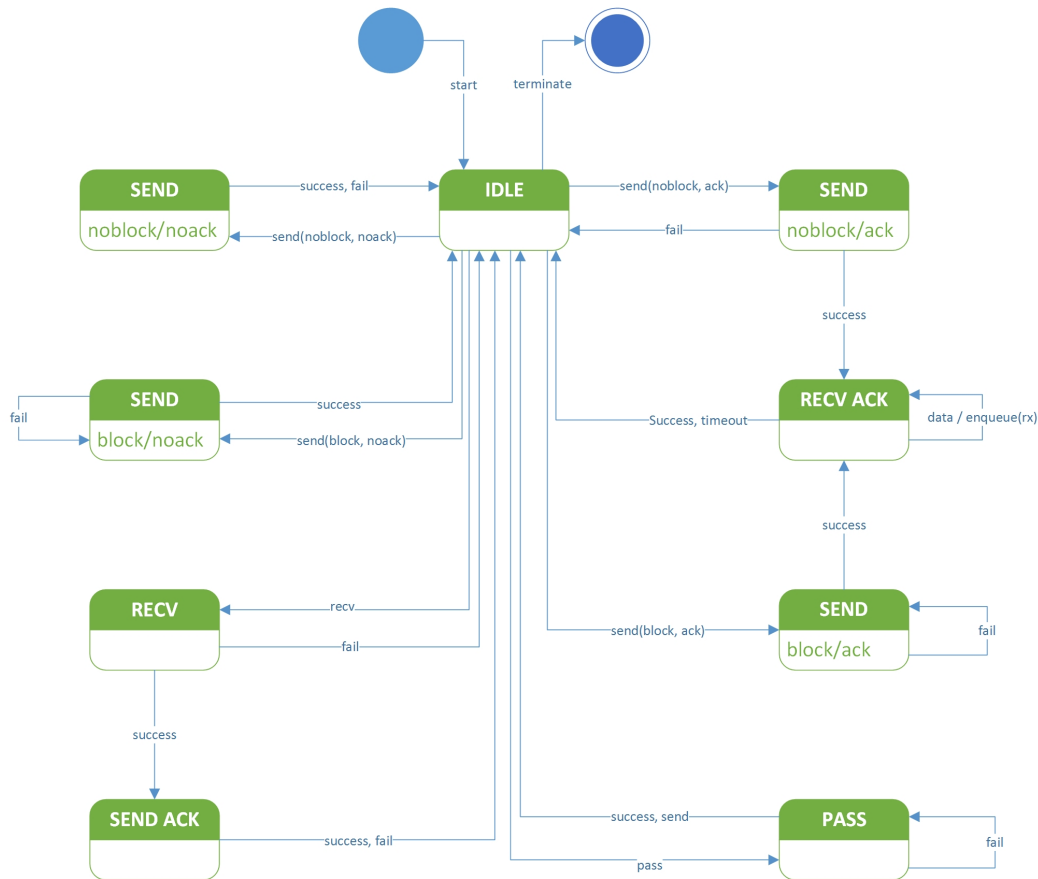 start
terminate
SEND
success, fail
IDLE
send(noblock, ack)
SEND
noblock/noack
send(noblock, noack)
fail
noblock/ack
success
SEND
success
fail
block/noack
send(block, noack)
Success, timeout
RECV ACK
data / enqueue(rx)
success
RECV
recv
fail
send(block, ack)
SEND
block/ack
fail
success
SEND ACK
success, fail
success, send
pass
PASS
fail